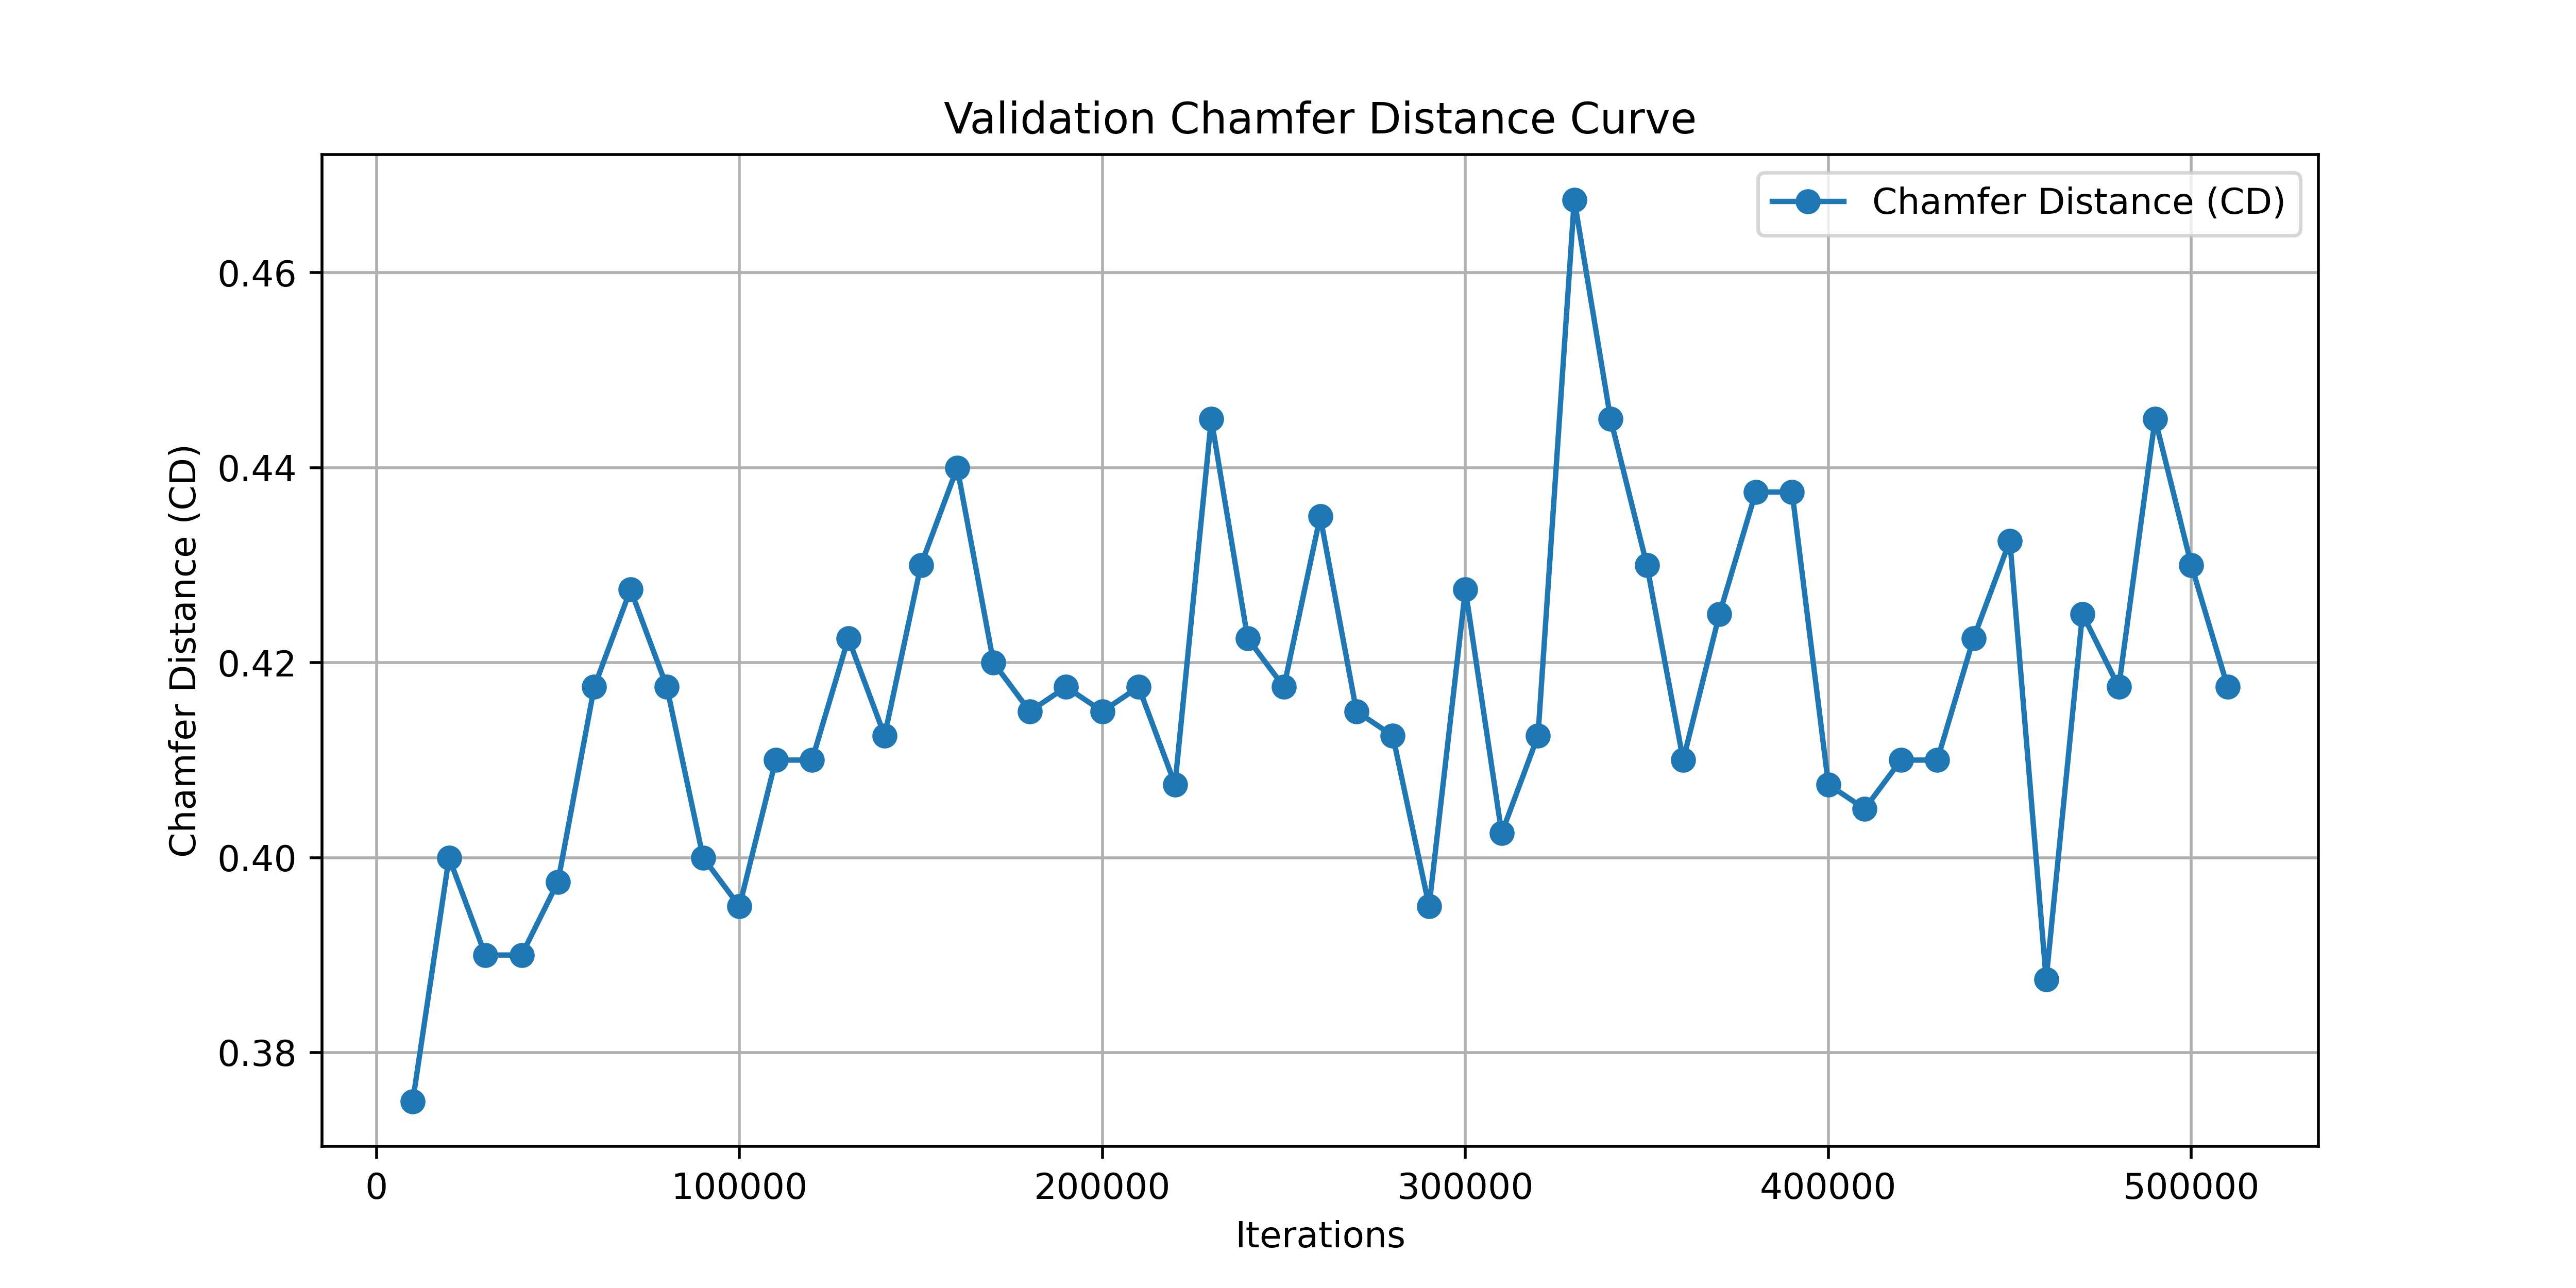 Validation Chamfer Distance Curve
Chamfer Distance (CD)
Chamfer Distance (CD)
0.46
0.44
0.42
0.40
0.38
0 100000 200000 300000 400000 500000
Iterations